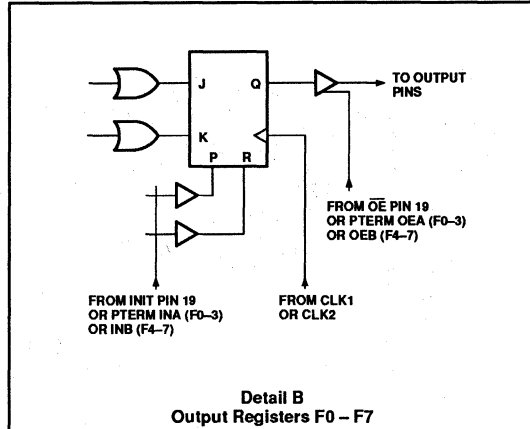 J
Q
TO OUTPUT
PINS
K
P R
FROM OE PIN 19
OR PTERM OEA (F0–3)
OR OEB (F4–7)
FROM INIT PIN 19
OR PTERM INA (F0–3)
OR INB (F4–7)
FROM CLK1
OR CLK2
Detail B
Output Registers F0 – F7